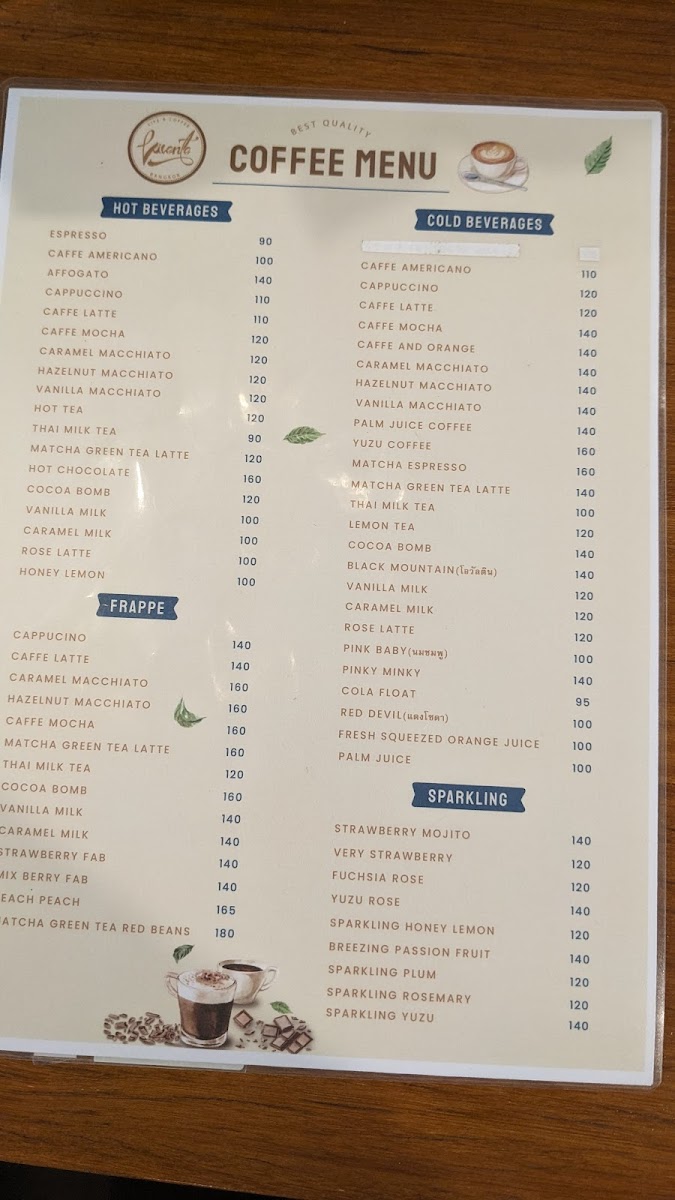 BANGKOK
BEST QUALITY
COFFEE MENU
HOT BEVERAGES
ESPRESSO 90
CAFFE AMERICANO 100
AFFOGATO 140
CAPPUCCINO 110
CAFFE LATTE 110
CAFFE MOCHA 120
CARAMEL MACCHIATO 120
HAZELNUT MACCHIATO 120
VANILLA MACCHIATO 120
HOT TEA 120
THAI MILK TEA 90
MATCHA GREEN TEA LATTE 120
HOT CHOCOLATE 160
COCOA BOMB 120
VANILLA MILK 100
CARAMEL MILK 100
ROSE LATTE 100
HONEY LEMON 100
FRAPPE
CAPPUCINO 140
CAFFE LATTE 140
CARAMEL MACCHIATO 160
HAZELNUT MACCHIATO 160
CAFFE MOCHA 160
MATCHA GREEN TEA LATTE 160
THAI MILK TEA 120
COCOA BOMB 160
VANILLA MILK 140
CARAMEL MILK 140
STRAWBERRY FAB 140
MIX BERRY FAB 140
EACH PEACH 165
MATCHA GREEN TEA RED BEANS 180
COLD BEVERAGES
CAFFE AMERICANO 110
CAPPUCCINO 120
CAFFE LATTE 120
CAFFE MOCHA 140
CAFFE AND ORANGE 140
CARAMEL MACCHIATO 140
HAZELNUT MACCHIATO 140
VANILLA MACCHIATO 140
PALM JUICE COFFEE 140
YUZU COFFEE 160
MATCHA ESPRESSO 160
MATCHA GREEN TEA LATTE 140
THAI MILK TEA 100
LEMON TEA 120
COCOA BOMB 140
BLACK MOUNTAIN(โอวัลติน) 140
VANILLA MILK 120
CARAMEL MILK 120
ROSE LATTE 120
PINK BABY(นมชมพู) 100
PINKY MINKY 140
COLA FLOAT 95
RED DEVIL(แดงโซดา) 100
FRESH SQUEEZED ORANGE JUICE 100
PALM JUICE 100
SPARKLING
STRAWBERRY MOJITO 140
VERY STRAWBERRY 120
FUCHSIA ROSE 120
YUZU ROSE 140
SPARKLING HONEY LEMON 120
BREEZING PASSION FRUIT 140
SPARKLING PLUM 120
SPARKLING ROSEMARY 120
SPARKLING YUZU 140